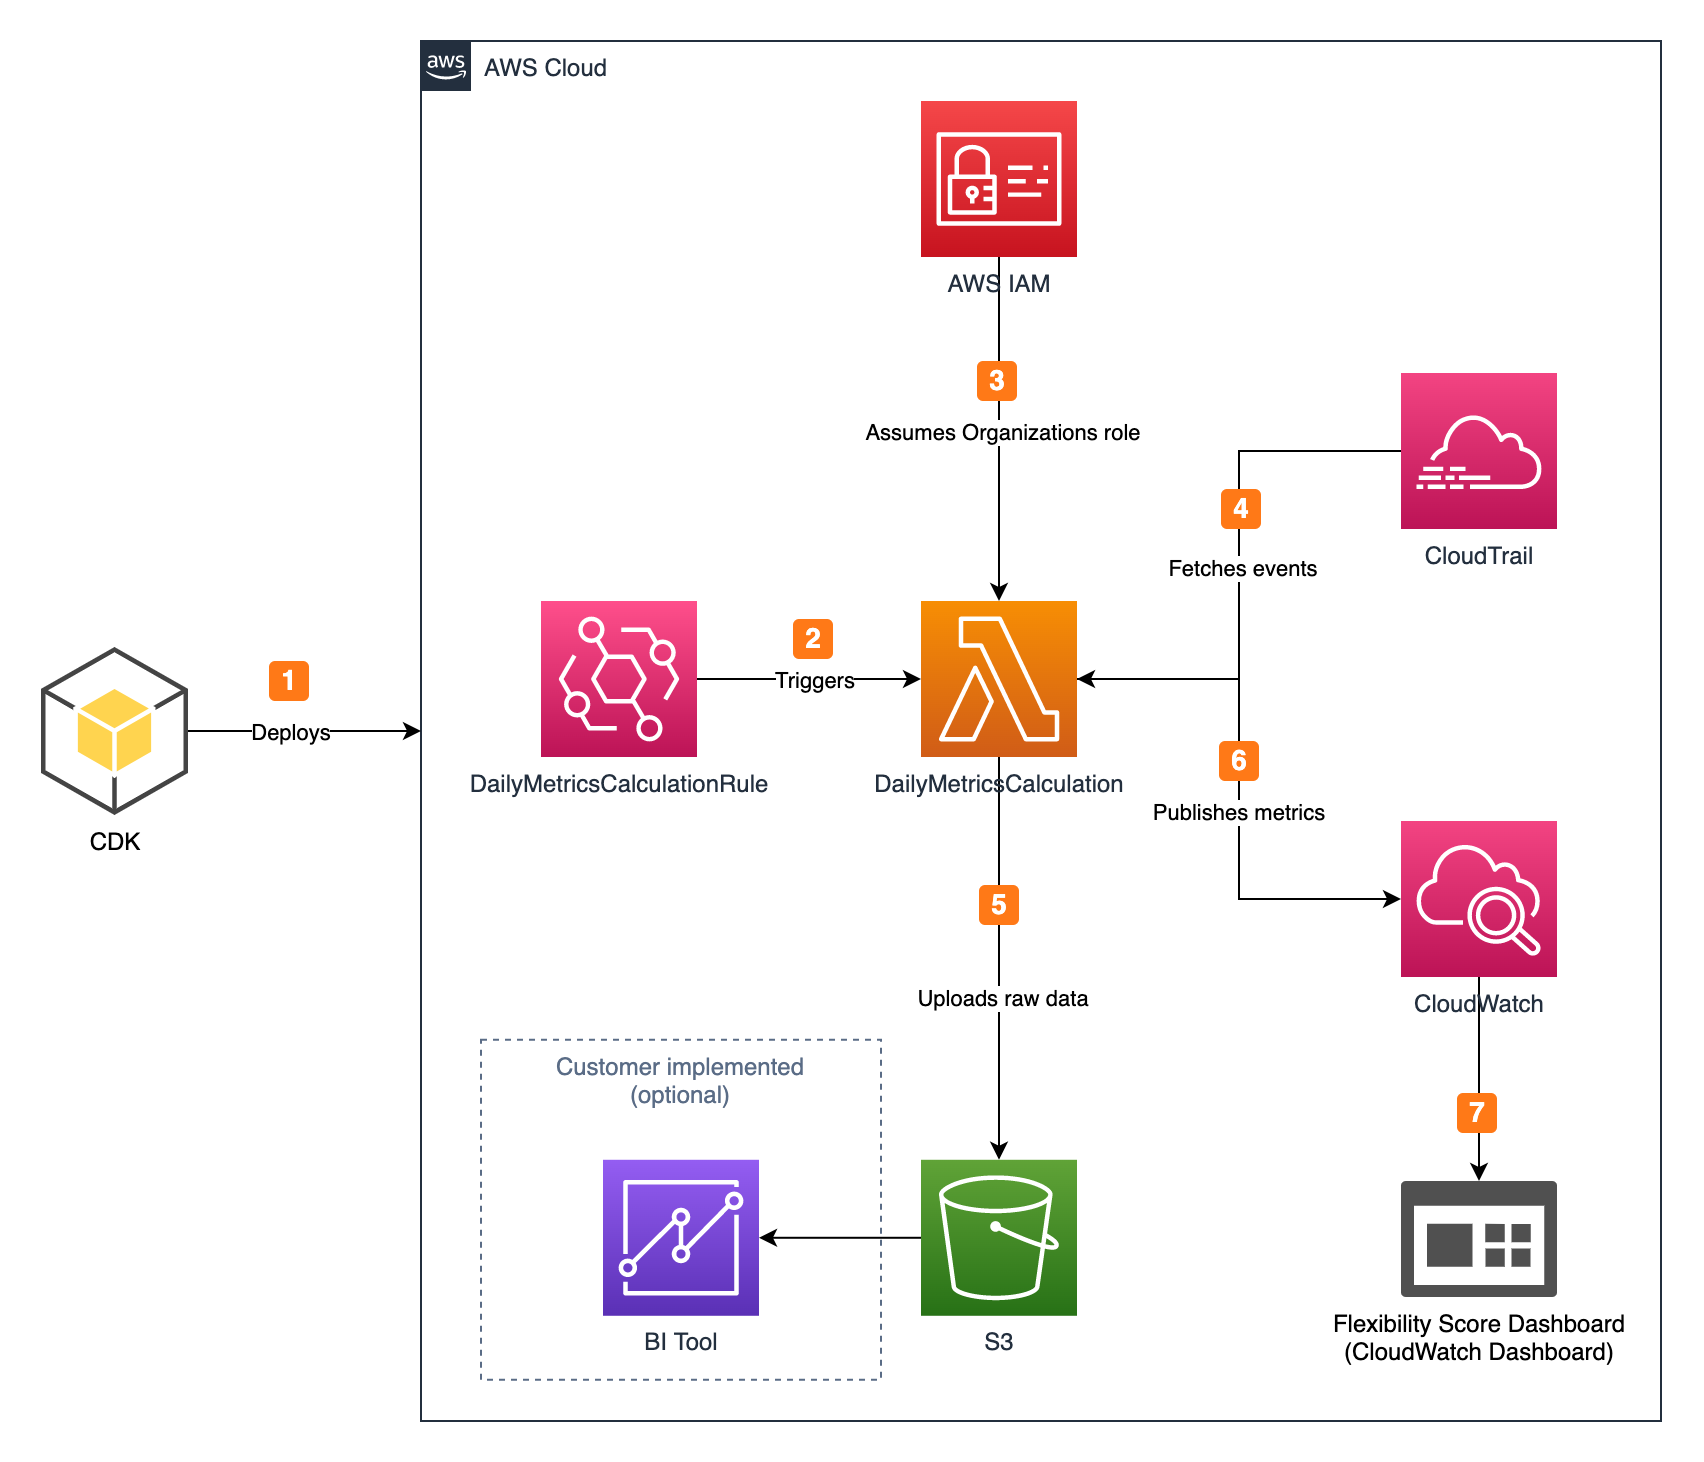 aws
AWS Cloud
AWS IAM
3
Assumes Organizations role
4
Fetches events
CloudTrail
1
Deploys
CDK
2
Triggers
DailyMetricsCalculationRule
DailyMetricsCalculation
6
Publishes metrics
5
Uploads raw data
CloudWatch
7
Customer implemented
(optional)
BI Tool
S3
Flexibility Score Dashboard
(CloudWatch Dashboard)